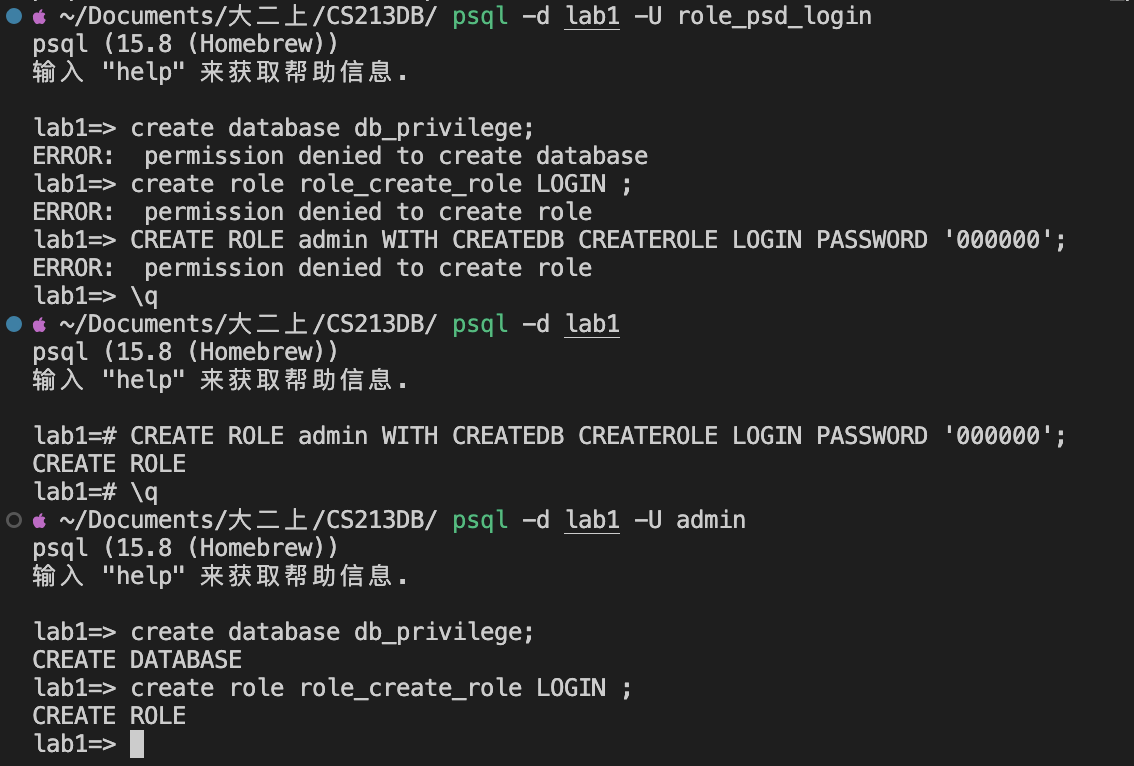 ~/Documents/大二上/CS213DB/ psql -d lab1 -U role_psd_login
psql (15.8 (Homebrew))
输入 "help" 来获取帮助信息.
lab1=> create database db_privilege;
ERROR:  permission denied to create database
lab1=> create role role_create_role LOGIN ;
ERROR:  permission denied to create role
lab1=> CREATE ROLE admin WITH CREATEDB CREATEROLE LOGIN PASSWORD '000000';
ERROR:  permission denied to create role
lab1=> \q
~/Documents/大二上/CS213DB/ psql -d lab1
psql (15.8 (Homebrew))
输入 "help" 来获取帮助信息.
lab1=# CREATE ROLE admin WITH CREATEDB CREATEROLE LOGIN PASSWORD '000000';
CREATE ROLE
lab1=# \q
~/Documents/大二上/CS213DB/ psql -d lab1 -U admin
psql (15.8 (Homebrew))
输入 "help" 来获取帮助信息.
lab1=> create database db_privilege;
CREATE DATABASE
lab1=> create role role_create_role LOGIN ;
CREATE ROLE
lab1=>